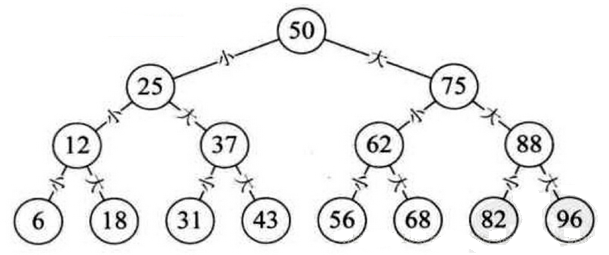 50
小 大
25 75
小 大 小 大
12 37 62 88
小 大 小 大 小 大 小 大
6 18 31 43 56 68 82 96